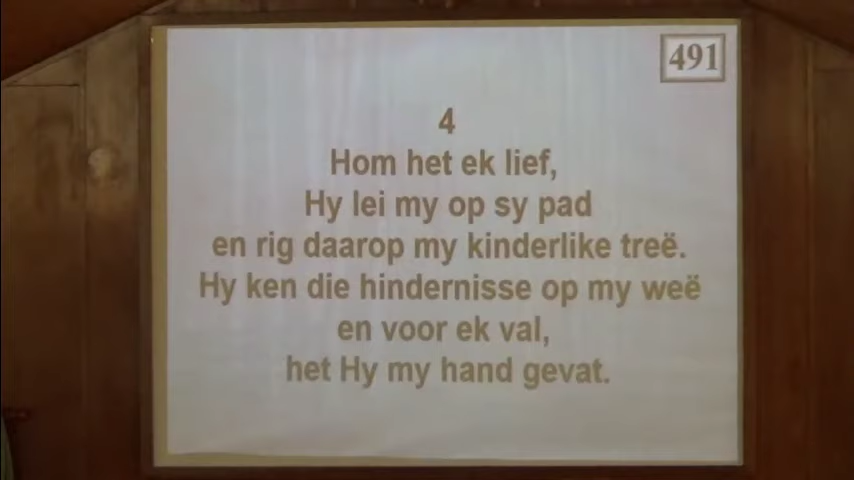 491
4
Hom het ek lief,
Hy lei my op sy pad
en rig daarop my kinderlike treë.
Hy ken die hindernisse op my weë
en voor ek val,
het Hy my hand gevat.